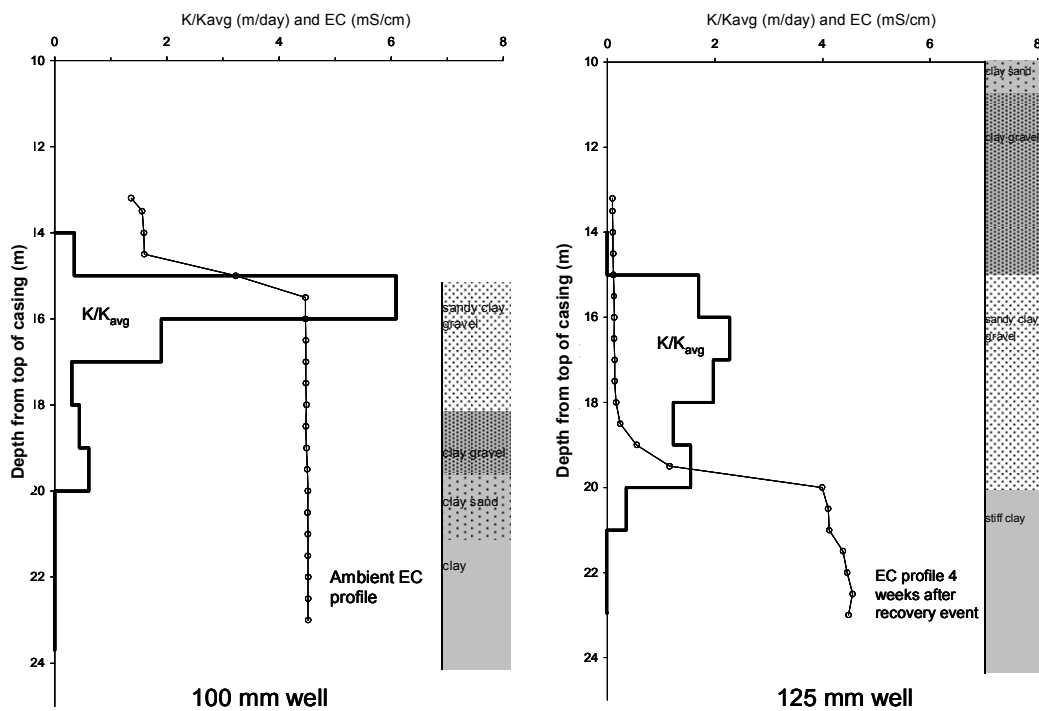 K/Kavg (m/day) and EC (mS/cm)
0 2 4 6 8
10
12
14
16
18
20
22
24
Depth from top of casing (m)
K/Kavg
sandy clay
gravel
clay gravel
clay sand
clay
Ambient EC
profile
100 mm well
K/Kavg (m/day) and EC (mS/cm)
0 2 4 6 8
10
12
14
16
18
20
22
24
Depth from top of casing (m)
clay sand
clay gravel
K/Kavg
sandy clay
gravel
stiff clay
EC profile 4
weeks after
recovery event
125 mm well